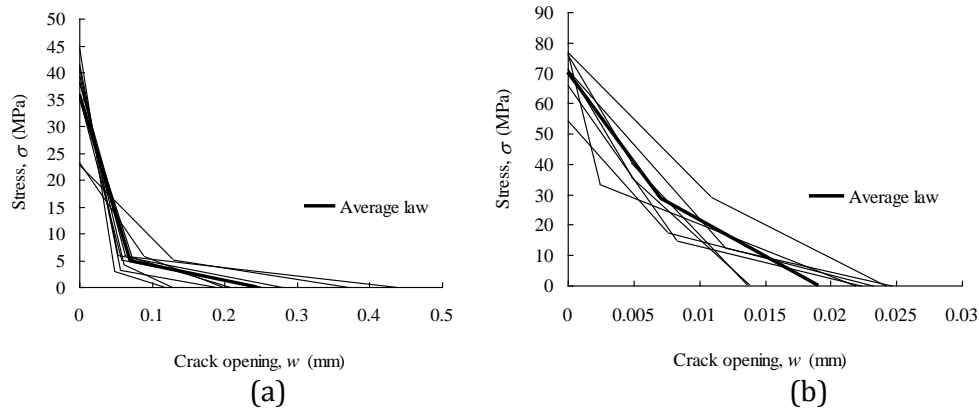 50
45
40
35
30
25
20
15
10
5
0
Stress, σ (MPa)
Average law
0 0.1 0.2 0.3 0.4 0.5
Crack opening, w (mm)
(a)
90
80
70
60
50
40
30
20
10
0
Stress, σ (MPa)
Average law
0 0.005 0.01 0.015 0.02 0.025 0.03
Crack opening, w (mm)
(b)